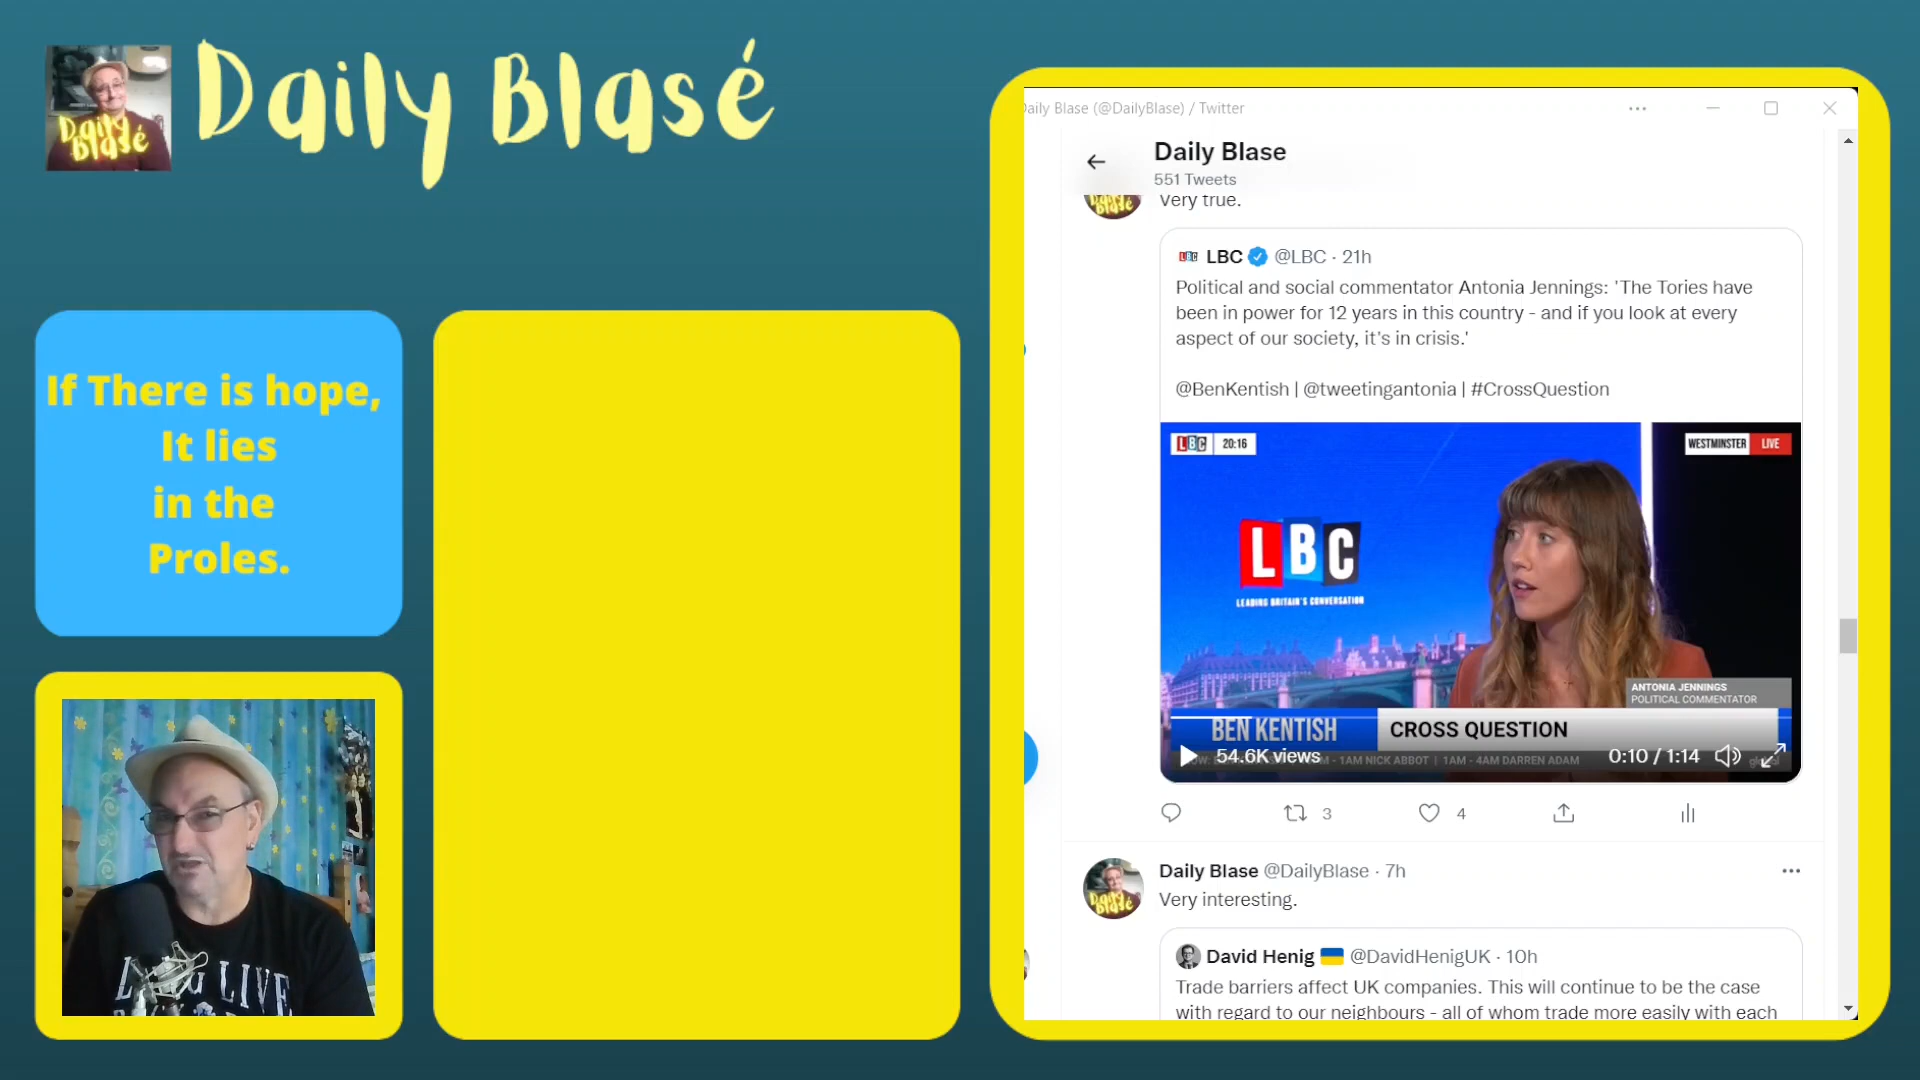 Daily Blasé
Daily
Blasé
If There is hope,
It lies
in the
Proles.
LIVE
aily Blase (@DailyBlase) / Twitter
Daily Blase
551 Tweets
Very true.
LBC @LBC · 21h
Political and social commentator Antonia Jennings: 'The Tories have
been in power for 12 years in this country - and if you look at every
aspect of our society, it's in crisis.'
@BenKentish | @tweetingantonia | #CrossQuestion
LBC 20:16
WESTMINSTER LIVE
LBC
LEADING BRITAIN'S CONVERSATION
ANTONIA JENNINGS
POLITICAL COMMENTATOR
BEN KENTISH CROSS QUESTION
54.6K views 0:10 / 1:14
- 1AM NICK ABBOT | 1AM - 4AM DARREN ADAM
3 4
Daily Blase @DailyBlase · 7h
Very interesting.
David Henig @DavidHenigUK · 10h
Trade barriers affect UK companies. This will continue to be the case
with regard to our neighbours - all of whom trade more easily with each